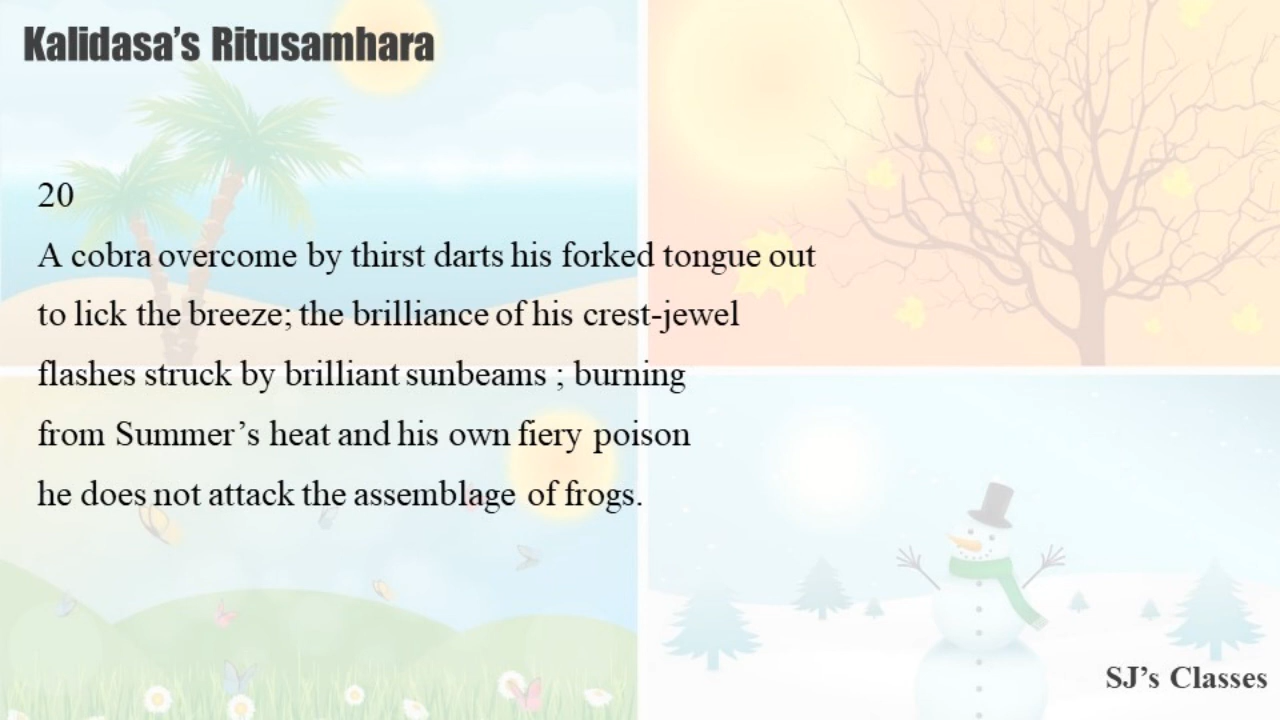 Kalidasa’s Ritusamhara
20
A cobra overcome by thirst darts his forked tongue out
to lick the breeze; the brilliance of his crest-jewel
flashes struck by brilliant sunbeams ; burning
from Summer’s heat and his own fiery poison
he does not attack the assemblage of frogs.
SJ’s Classes